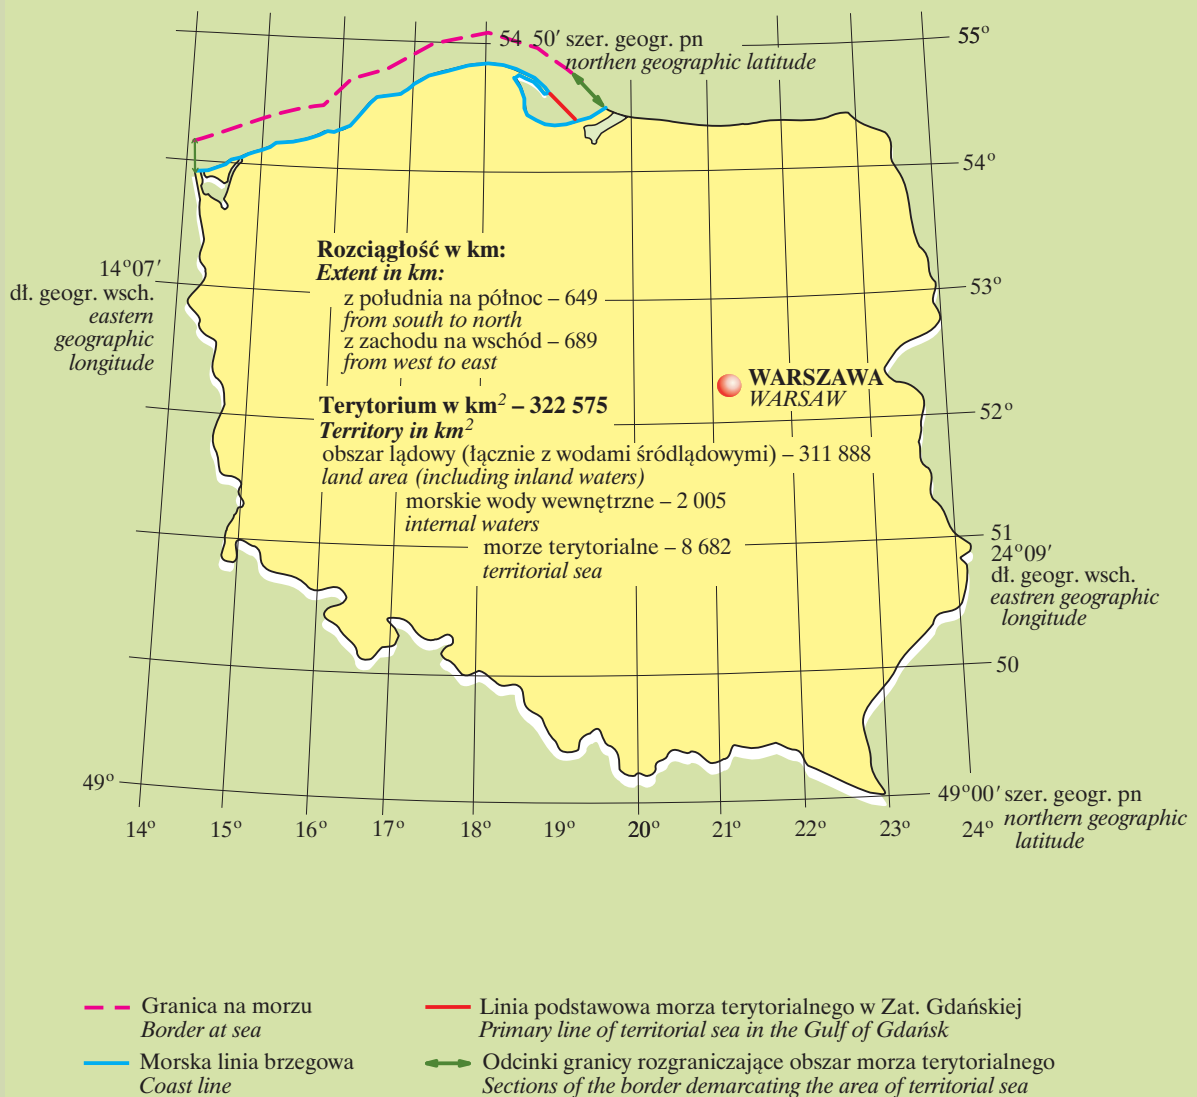 54 50′ szer. geogr. pn
northen geographic latitude
55°
54°
14°07′
dł. geogr. wsch.
eastern
geographic
longitude
Rozciągłość w km:
Extent in km:
z południa na północ – 649
from south to north
z zachodu na wschód – 689
from west to east
53°
WARSZAWA
WARSAW
Terytorium w km² – 322 575
Territory in km²
52°
obszar lądowy (łącznie z wodami śródlądowymi) – 311 888
land area (including inland waters)
morskie wody wewnętrzne – 2 005
internal waters
morze terytorialne – 8 682
territorial sea
51
24°09′
dł. geogr. wsch.
eastren geographic
longitude
50
49°
49°00′ szer. geogr. pn
northern geographic
latitude
14° 15° 16° 17° 18° 19° 20° 21° 22° 23° 24°
Granica na morzu
Border at sea
Linia podstawowa morza terytorialnego w Zat. Gdańskiej
Primary line of territorial sea in the Gulf of Gdańsk
Morska linia brzegowa
Coast line
Odcinki granicy rozgraniczające obszar morza terytorialnego
Sections of the border demarcating the area of territorial sea